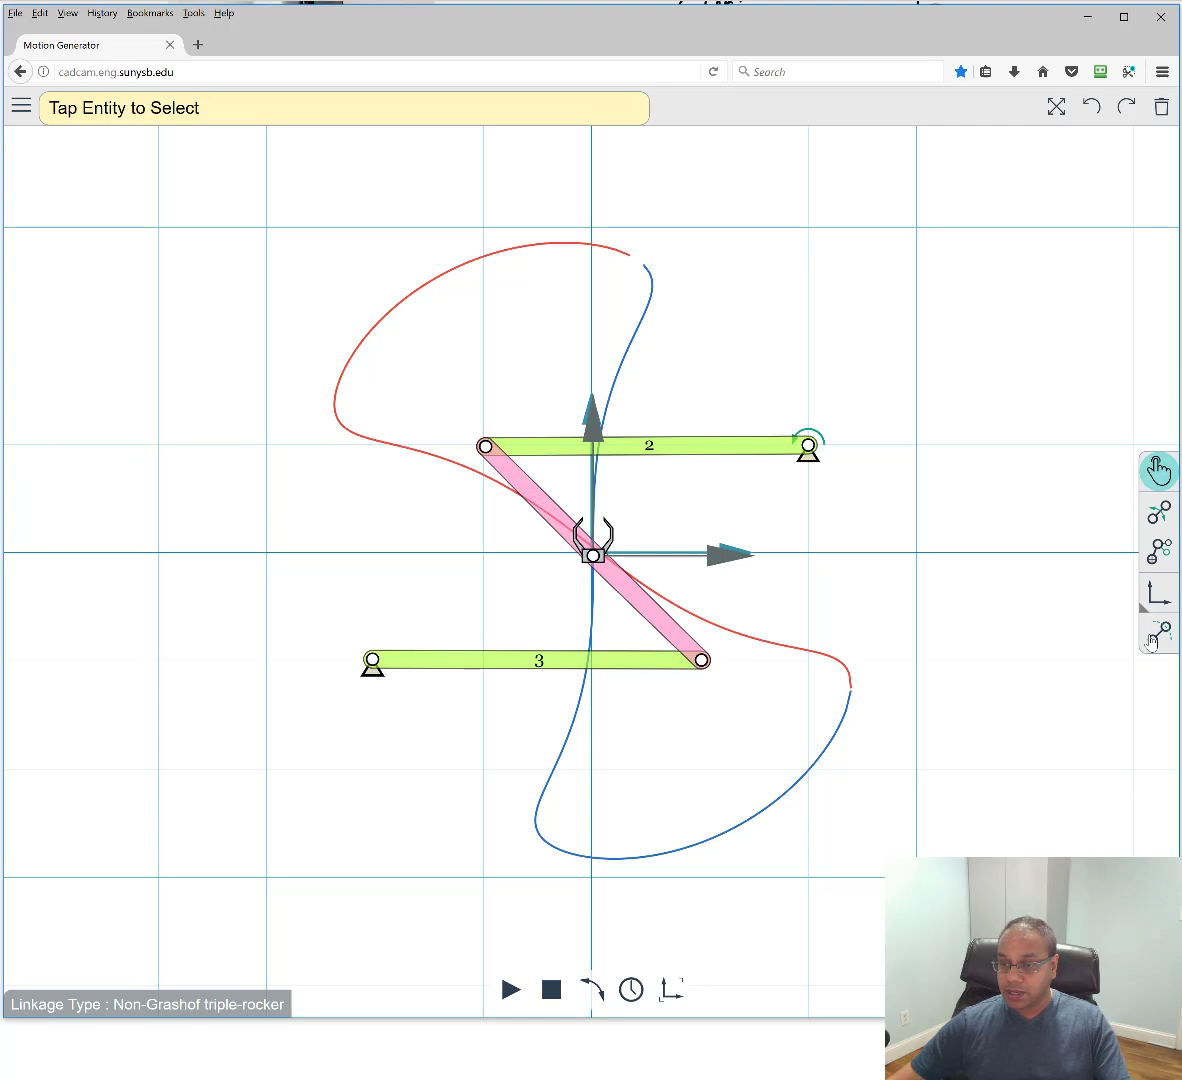 File Edit View History Bookmarks Tools Help
Motion Generator
cadcam.eng.sunysb.edu
Search
Tap Entity to Select
2
3
Linkage Type : Non-Grashof triple-rocker